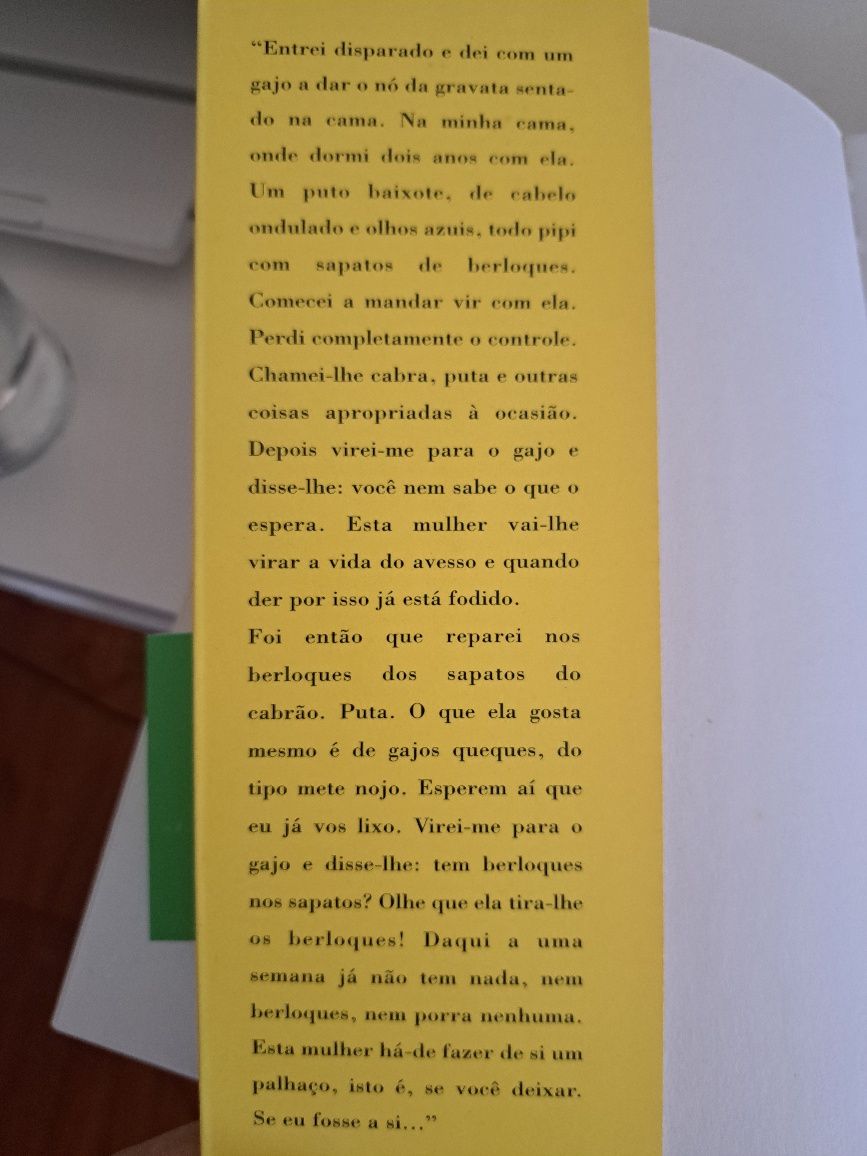 “Entrei disparado e dei com um
gajo a dar o nó da gravata senta-
do na cama. Na minha cama,
onde dormi dois anos com ela.
Um puto baixote, de cabelo
ondulado e olhos azuis, todo pipi
com sapatos de berloques.
Comecei a mandar vir com ela.
Perdi completamente o controle.
Chamei-lhe cabra, puta e outras
coisas apropriadas à ocasião.
Depois virei-me para o gajo e
disse-lhe: você nem sabe o que o
espera. Esta mulher vai-lhe
virar a vida do avesso e quando
der por isso já está fodido.
Foi então que reparei nos
berloques dos sapatos do
cabrão. Puta. O que ela gosta
mesmo é de gajos queques, do
tipo mete nojo. Esperem aí que
eu já vos lixo. Virei-me para o
gajo e disse-lhe: tem berloques
nos sapatos? Olhe que ela tira-lhe
os berloques! Daqui a uma
semana já não tem nada, nem
berloques, nem porra nenhuma.
Esta mulher há-de fazer de si um
palhaço, isto é, se você deixar.
Se eu fosse a si...”